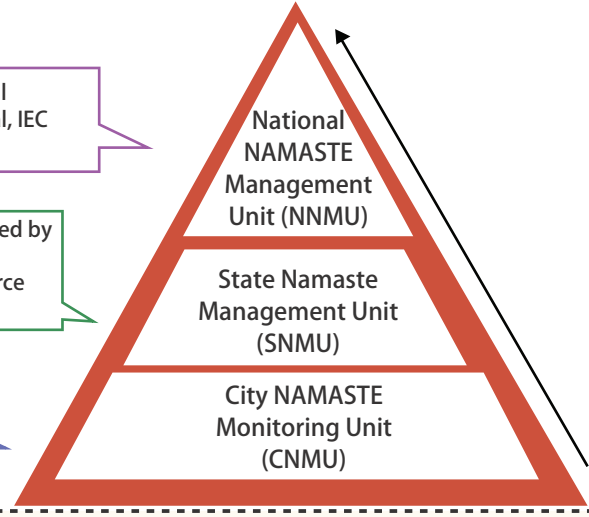 l
l, IEC
ed by
rce
National
NAMASTE
Management
Unit (NNMU)
State Namaste
Management Unit
(SNMU)
City NAMASTE
Monitoring Unit
(CNMU)